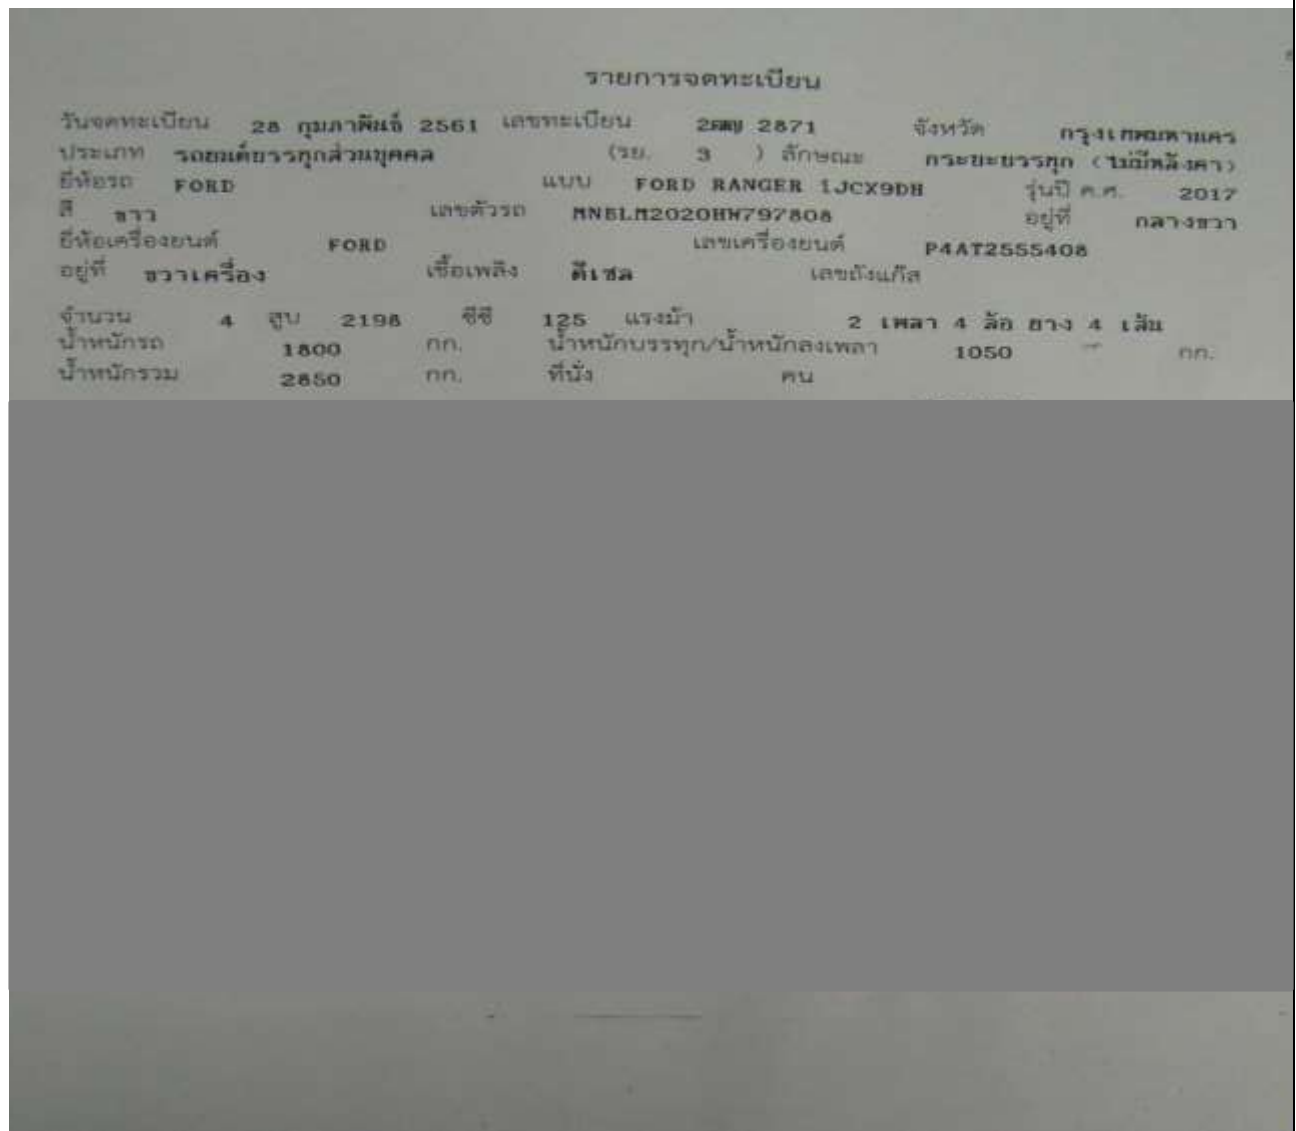 รายการจดทะเบียน
วันจดทะเบียน 28 กุมภาพันธ์ 2561 เลขทะเบียน 2871 จังหวัด กรุงเทพมหานคร
ประเภท รถยนต์บรรทุกส่วนบุคคล (รย. 3 ) ลักษณะ กระบะบรรทุก (ไม่มีหลังคา)
ยี่ห้อรถ FORD แบบ FORD RANGER 1JCX9DH รุ่นปี ค.ศ. 2017
สี ขาว เลขตัวรถ MNBLM2020HW797808 อยู่ที่ กลางขวา
ยี่ห้อเครื่องยนต์ FORD เลขเครื่องยนต์ P4AT2555408
อยู่ที่ ขวาเครื่อง เชื้อเพลิง ดีเซล เลขถังแก๊ส
จำนวน 4 สูบ 2198 ซีซี 125 แรงม้า 2 เพลา 4 ล้อ ยาง 4 เส้น
น้ำหนักรถ 1800 กก. น้ำหนักบรรทุก/น้ำหนักลงเพลา 1050 กก.
น้ำหนักรวม 2850 กก. ที่นั่ง คน